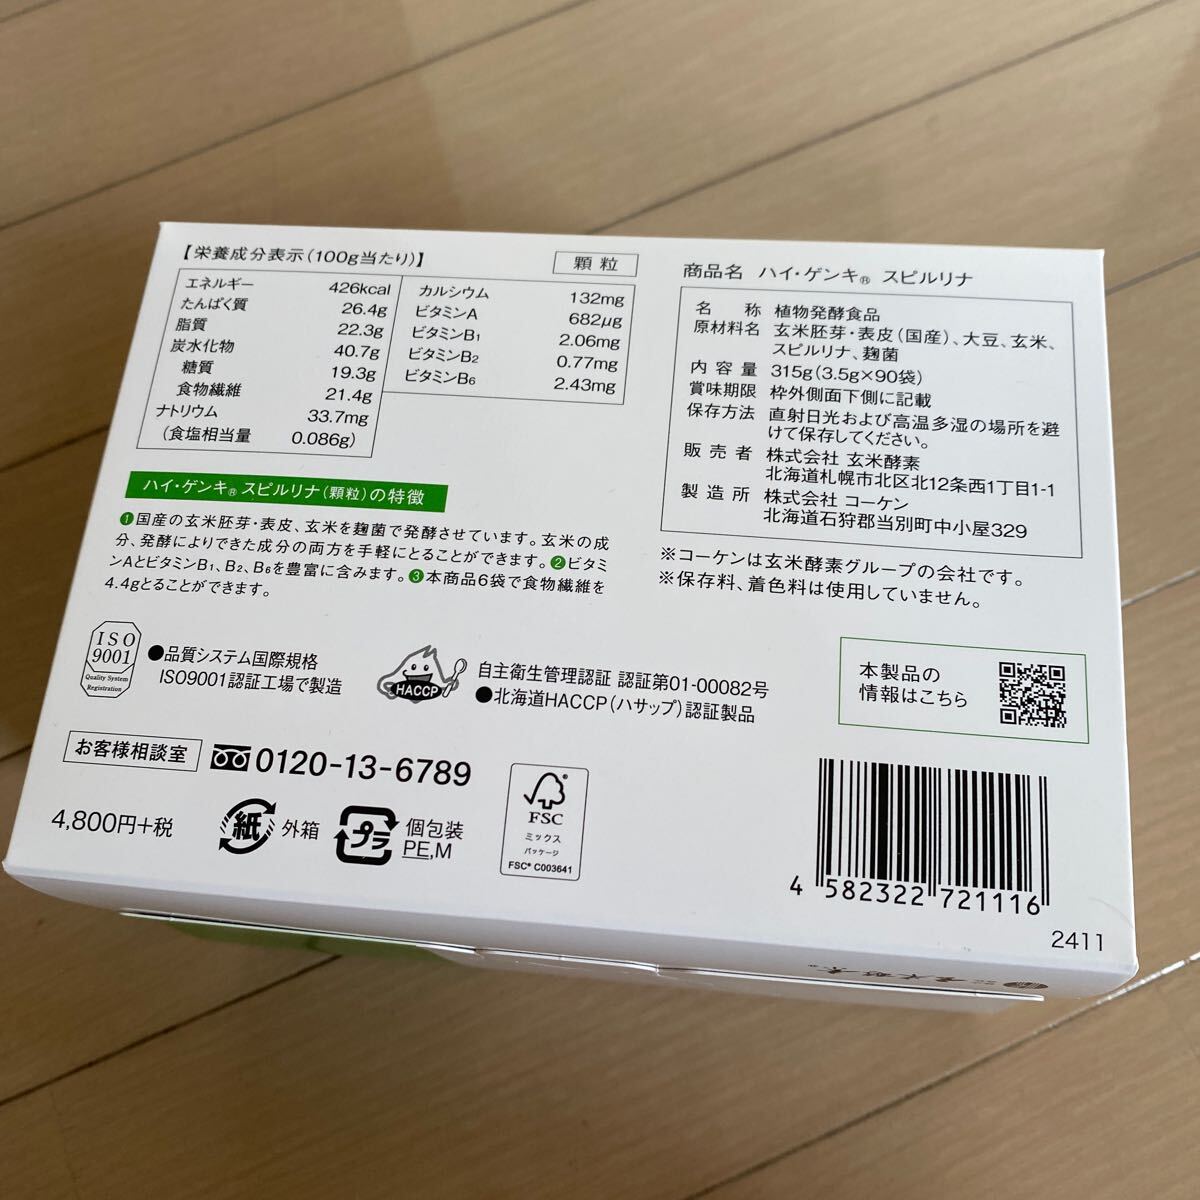 【栄養成分表示（100g当たり）】
顆粒
エネルギー 426kcal
たんぱく質 26.4g
脂質 22.3g
炭水化物 40.7g
糖質 19.3g
食物繊維 21.4g
ナトリウム 33.7mg
（食塩相当量 0.086g）
カルシウム 132mg
ビタミンA 682μg
ビタミンB1 2.06mg
ビタミンB2 0.77mg
ビタミンB6 2.43mg
商品名 ハイ・ゲンキ® スピルリナ
名称 植物発酵食品
原材料名 玄米胚芽・表皮（国産）、大豆、玄米、
スピルリナ、麹菌
内容量 315g（3.5g×90袋）
賞味期限 枠外側面下側に記載
保存方法 直射日光および高温多湿の場所を避
けて保存してください。
販売者 株式会社 玄米酵素
北海道札幌市北区北12条西1丁目1-1
製造所 株式会社 コーケン
北海道石狩郡当別町中小屋329
※コーケンは玄米酵素グループの会社です。
※保存料、着色料は使用していません。
ハイ・ゲンキ® スピルリナ（顆粒）の特徴
❶国産の玄米胚芽・表皮、玄米を麹菌で発酵させています。玄米の成
分、発酵によりできた成分の両方を手軽にとることができます。❷ビタミ
ンAとビタミンB1、B2、B6を豊富に含みます。❸本商品6袋で食物繊維を
4.4gとることができます。
ISO
9001
Quality System
Registration
●品質システム国際規格
ISO9001認証工場で製造
HACCP
自主衛生管理認証 認証第01-00082号
●北海道HACCP（ハサップ）認証製品
本製品の
情報はこちら
お客様相談室 0120-13-6789
4,800円+税
紙 外箱
プラ 個包装
PE,M
FSC
ミックス
パッケージ
FSC® C003641
4 582322 721116
2411